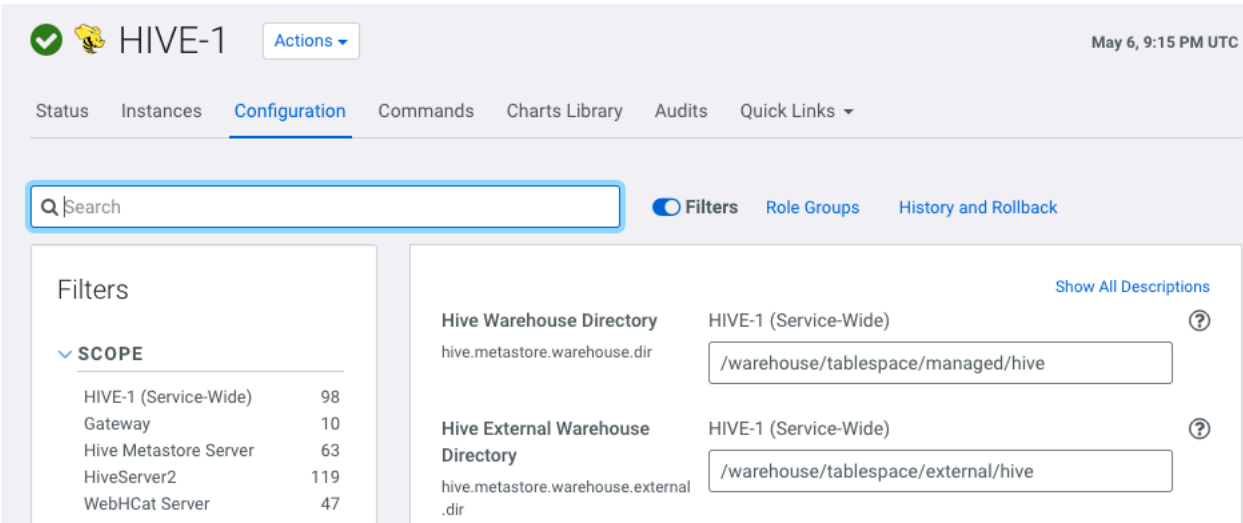 HIVE-1 Actions
May 6, 9:15 PM UTC
Status Instances Configuration Commands Charts Library Audits Quick Links
Search Filters Role Groups History and Rollback
Filters
SCOPE
HIVE-1 (Service-Wide) 98
Gateway 10
Hive Metastore Server 63
HiveServer2 119
WebHCat Server 47
Show All Descriptions
Hive Warehouse Directory HIVE-1 (Service-Wide)
hive.metastore.warehouse.dir
/warehouse/tablespace/managed/hive
Hive External Warehouse HIVE-1 (Service-Wide)
Directory
/warehouse/tablespace/external/hive
hive.metastore.warehouse.external
.dir